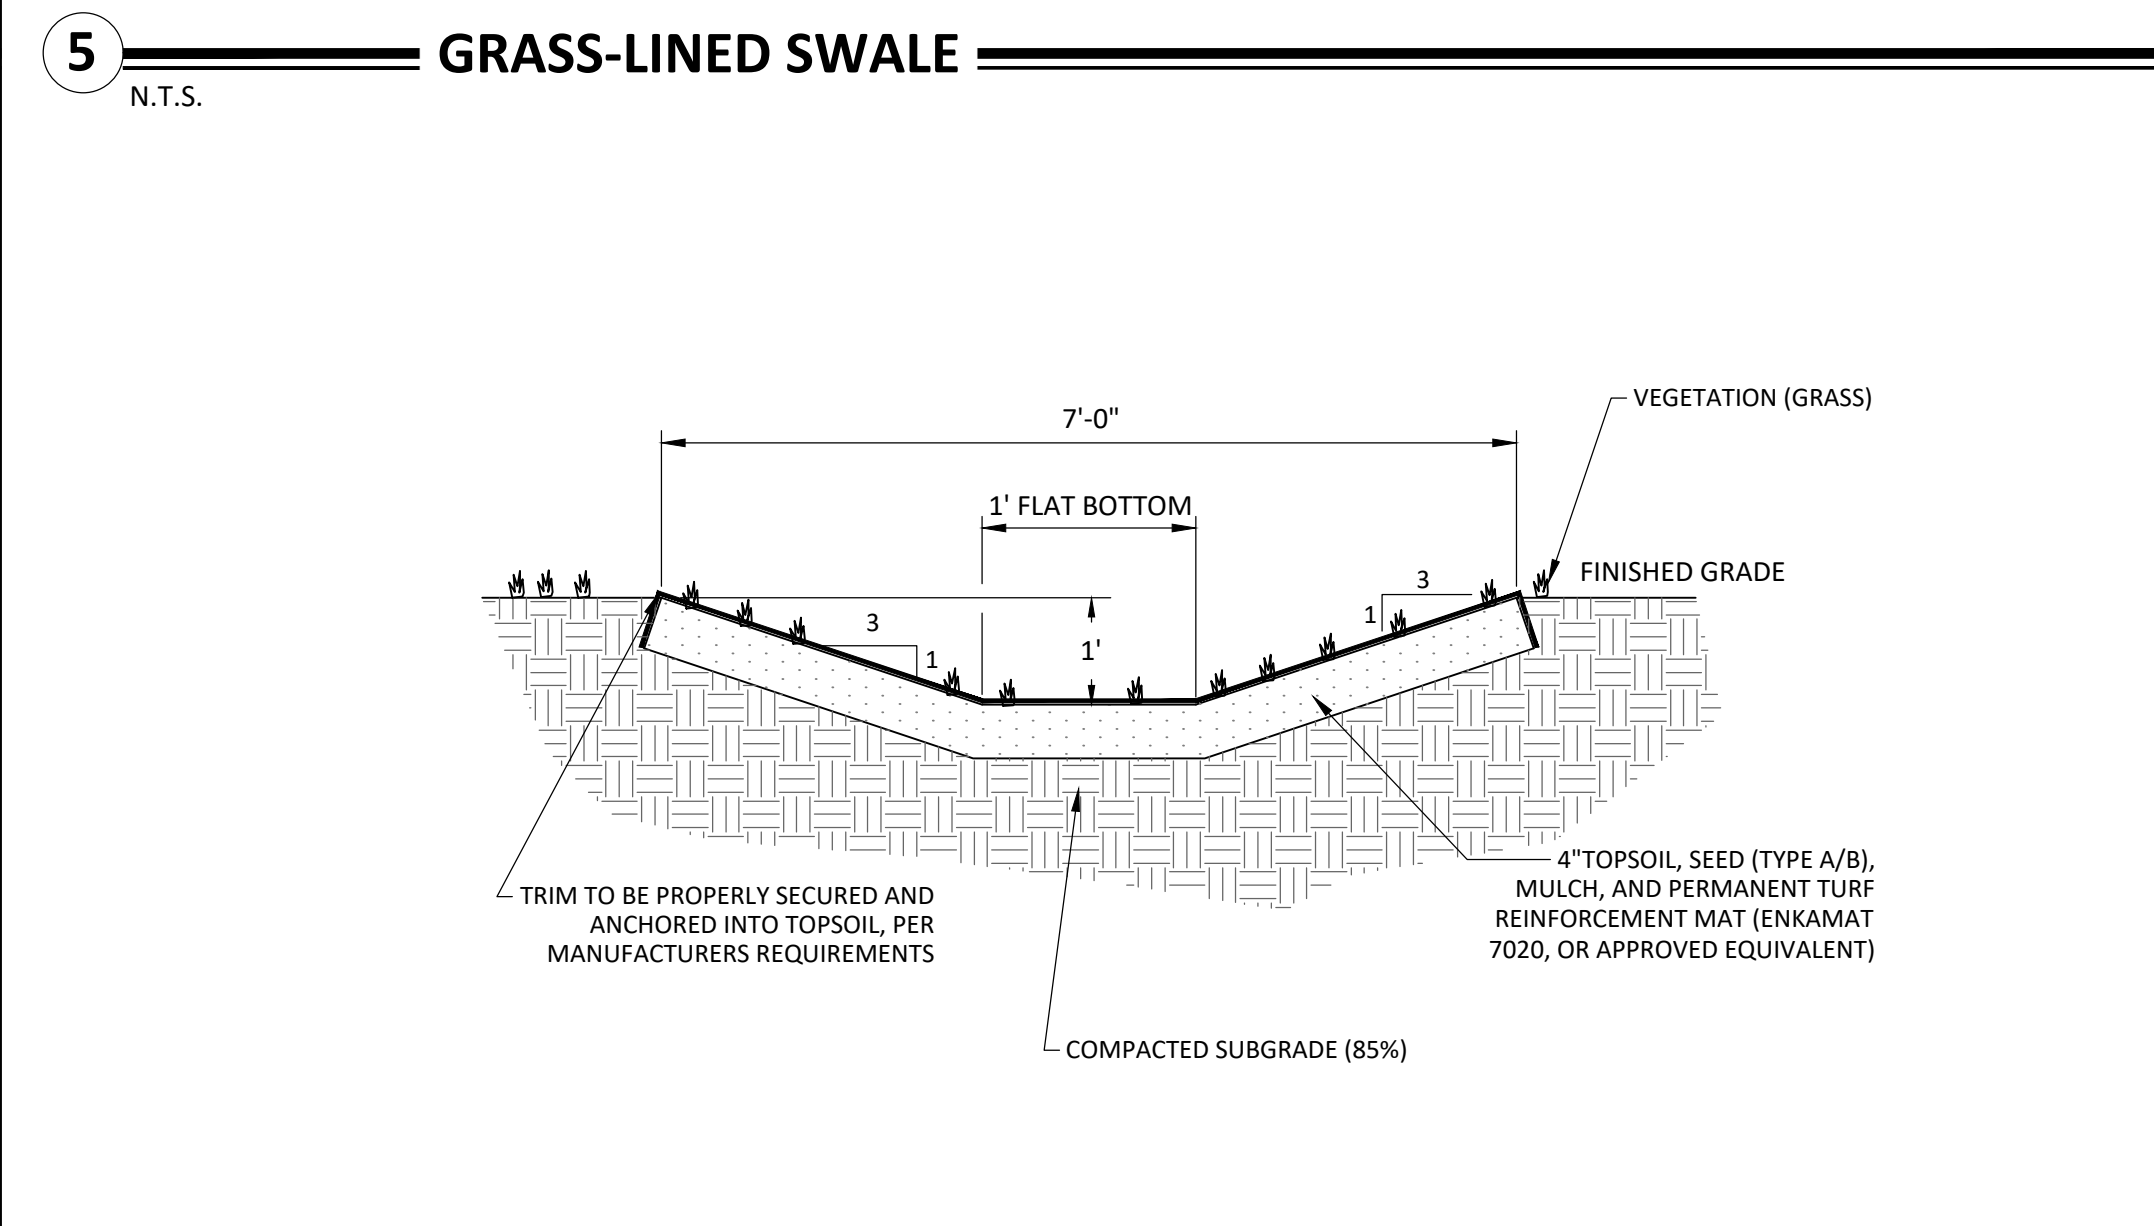 5
GRASS-LINED SWALE
N.T.S.
VEGETATION (GRASS)
7'-0"
1' FLAT BOTTOM
FINISHED GRADE
3
1
1'
3
1
4"TOPSOIL, SEED (TYPE A/B),
MULCH, AND PERMANENT TURF
REINFORCEMENT MAT (ENKAMAT
7020, OR APPROVED EQUIVALENT)
TRIM TO BE PROPERLY SECURED AND
ANCHORED INTO TOPSOIL, PER
MANUFACTURERS REQUIREMENTS
COMPACTED SUBGRADE (85%)